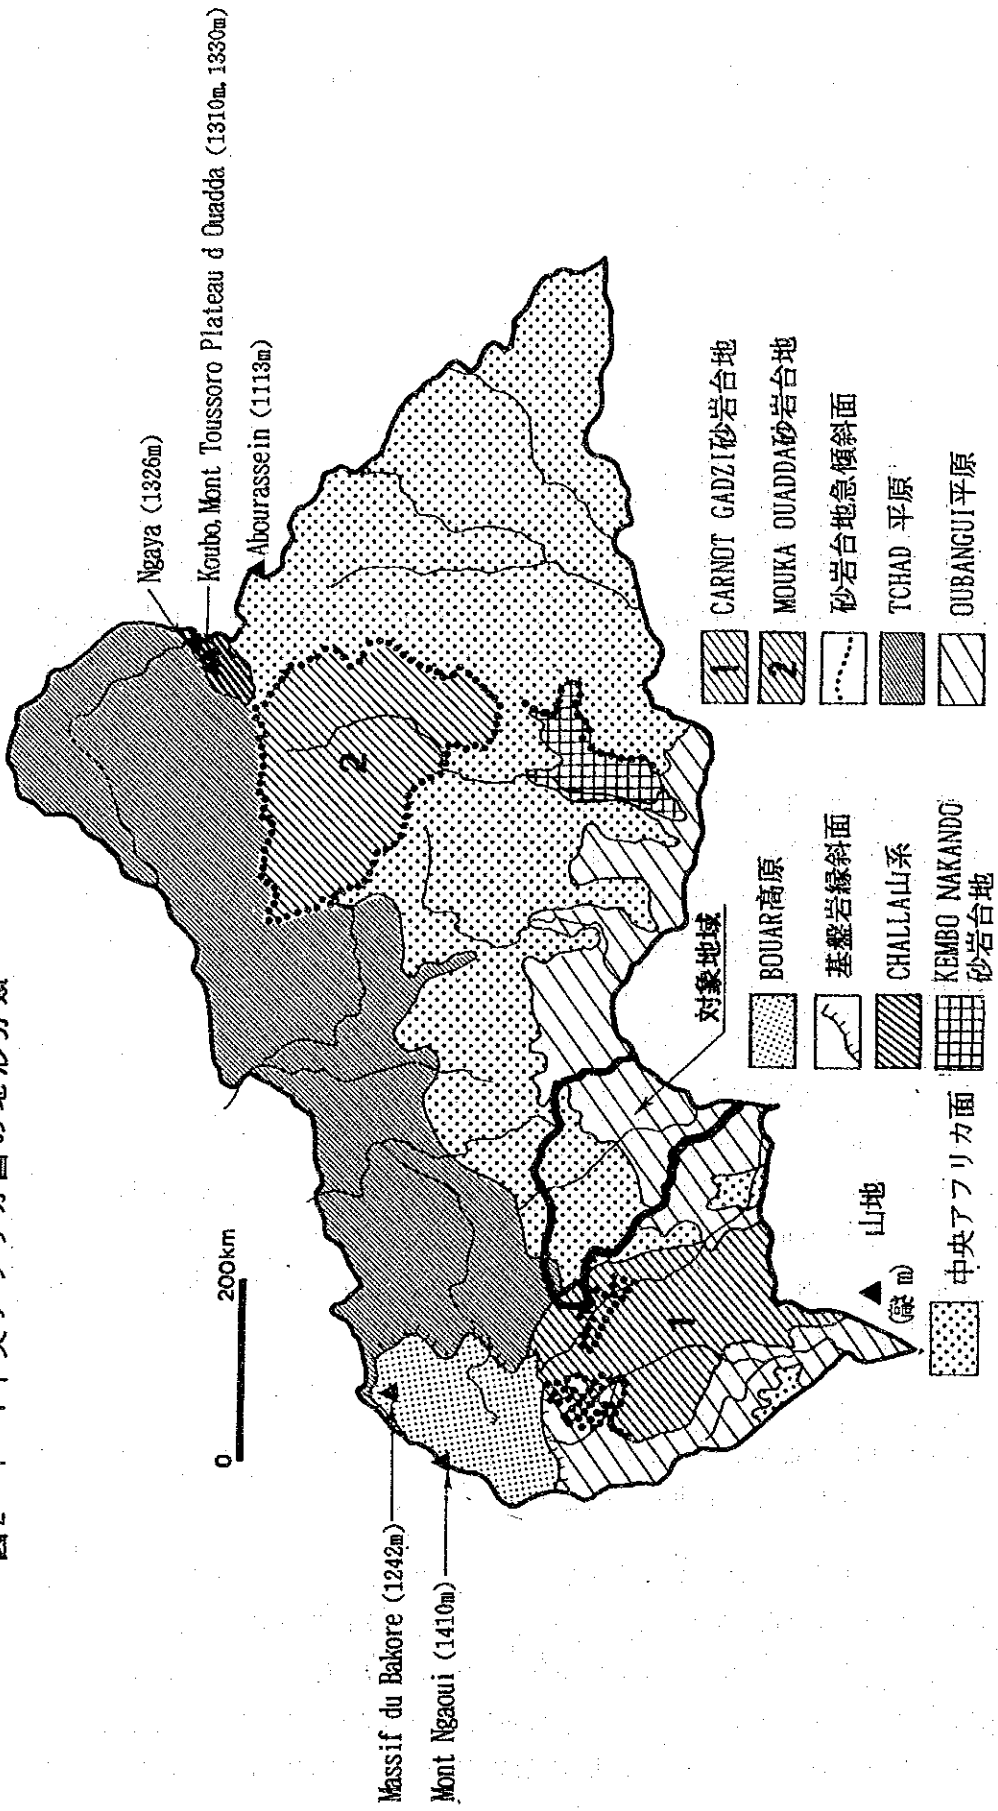 Ngaya (1326m)
Koubo, Mont Toussoro Plateau d Ouadda (1310m, 1330m)
Abourassein (1113m)
0 200km
Massif du Bakore (1242m)
Mont Ngaoui (1410m)
2
1
対象地域
1 CARNOT GADZI砂岩台地
2 MOUKA OUADDA砂岩台地
砂岩台地急傾斜面
TCHAD 平原
OUBANGUI平原
BOUAR高原
基盤岩縁斜面
CHALLA山系
KEMBO NAKANDO
砂岩台地
▲ 山地
m)
中央アフリカ面